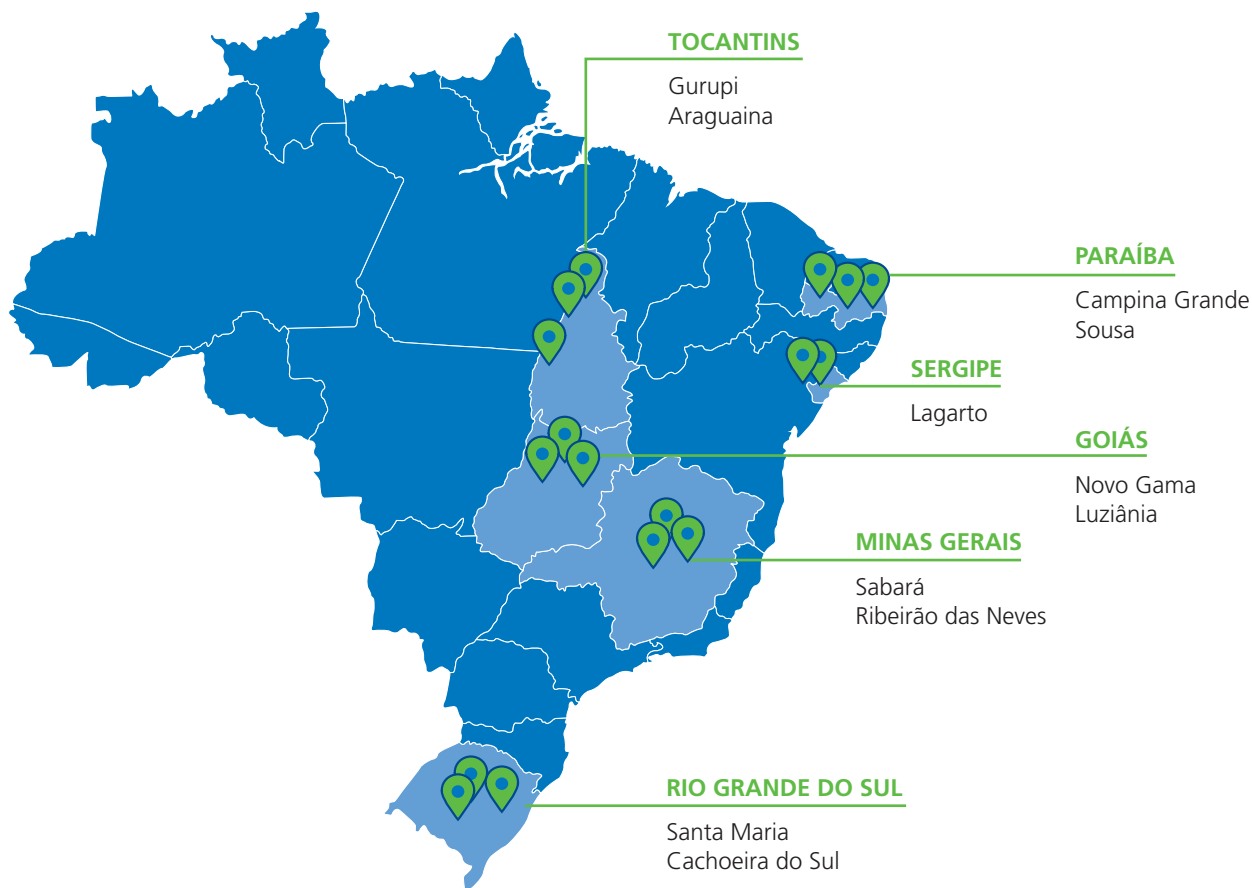 TOCANTINS
Gurupi
Araguaina
PARAÍBA
Campina Grande
Sousa
SERGIPE
Lagarto
GOIÁS
Novo Gama
Luziânia
MINAS GERAIS
Sabará
Ribeirão das Neves
RIO GRANDE DO SUL
Santa Maria
Cachoeira do Sul